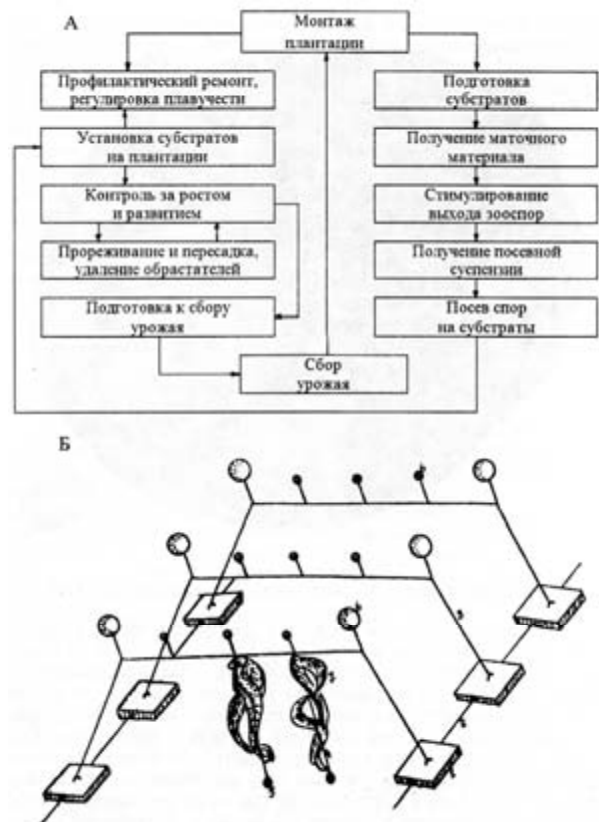 А
Монтаж
плантации
Профилактический ремонт,
регулировка плавучести
Подготовка
субстратов
Установка субстратов
на плантации
Получение маточного
материала
Контроль за ростом
и развитием
Стимулирование
выхода зооспор
Прореживание и пересадка,
удаление обрастателей
Получение посевной
суспензии
Подготовка к сбору
урожая
Посев спор
на субстраты
Сбор
урожая
Б